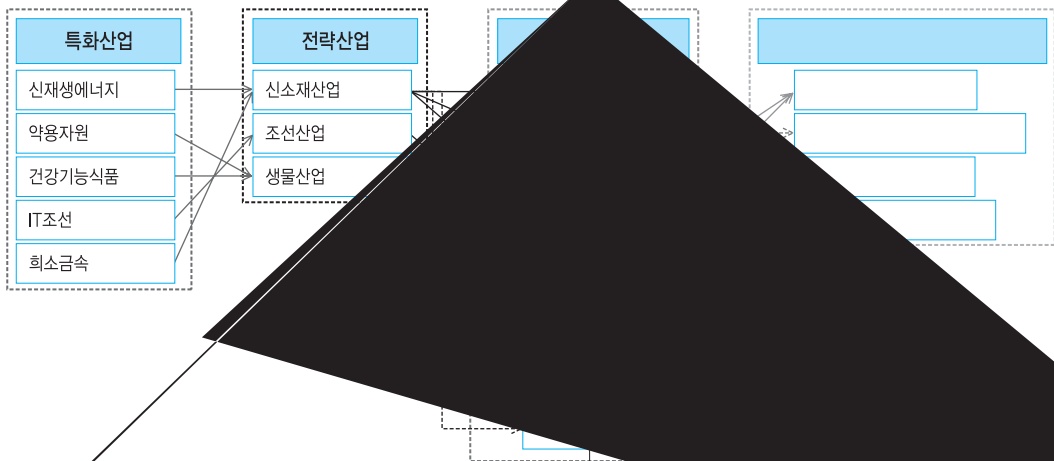 특화산업
신재생에너지
약용자원
건강기능식품
IT조선
희소금속
전략산업
신소재산업
조선산업
생물산업